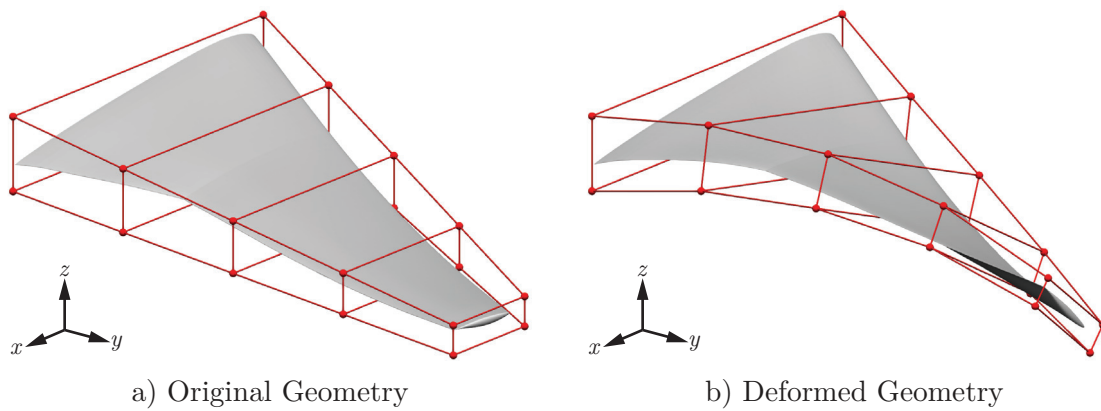 z
x
y
z
x
y
a) Original Geometry
b) Deformed Geometry